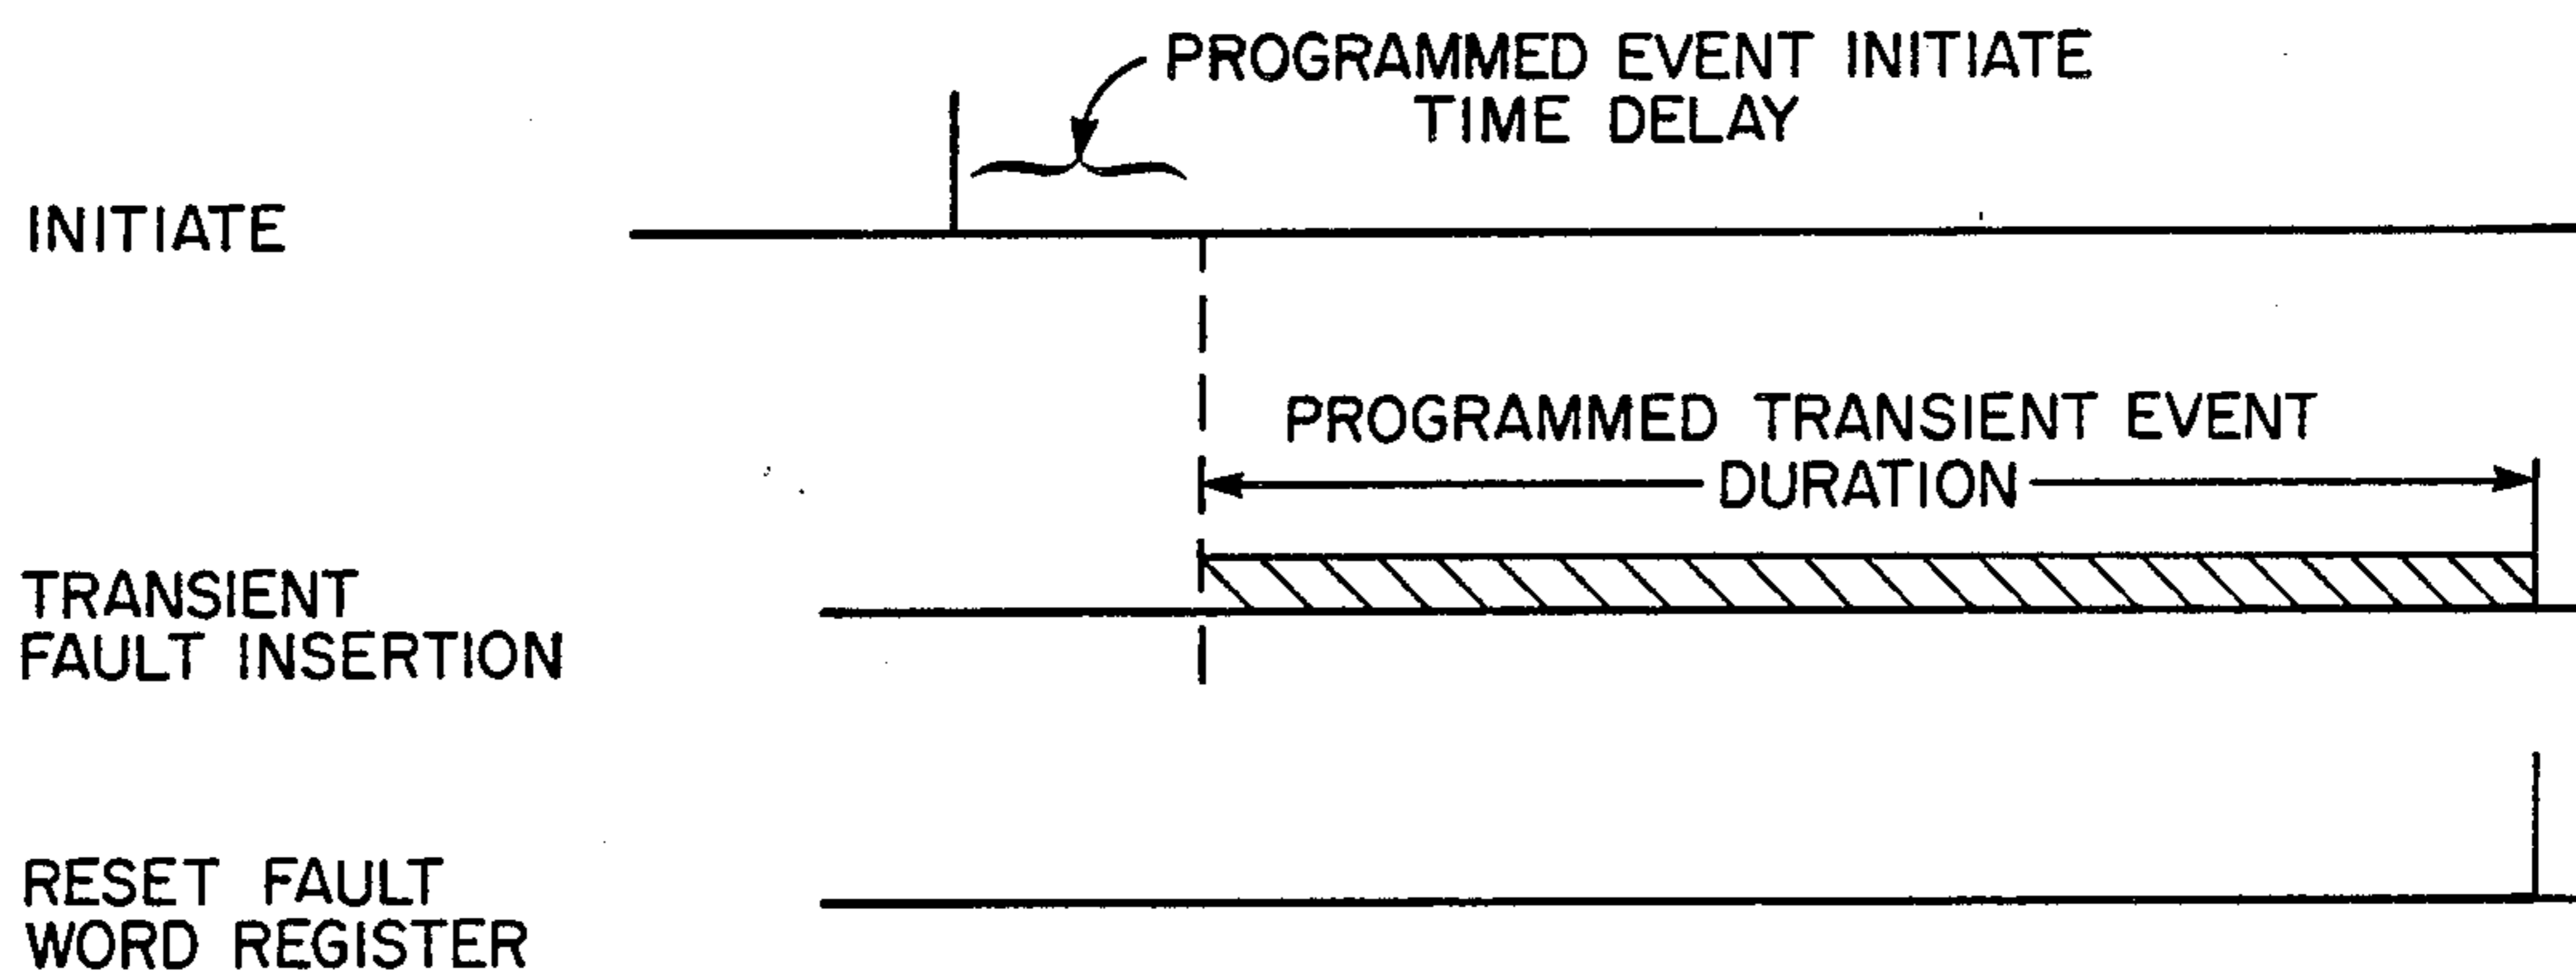 PROGRAMMED EVENT INITIATE
TIME DELAY
INITIATE
PROGRAMMED TRANSIENT EVENT
DURATION
TRANSIENT
FAULT INSERTION
RESET FAULT
WORD REGISTER